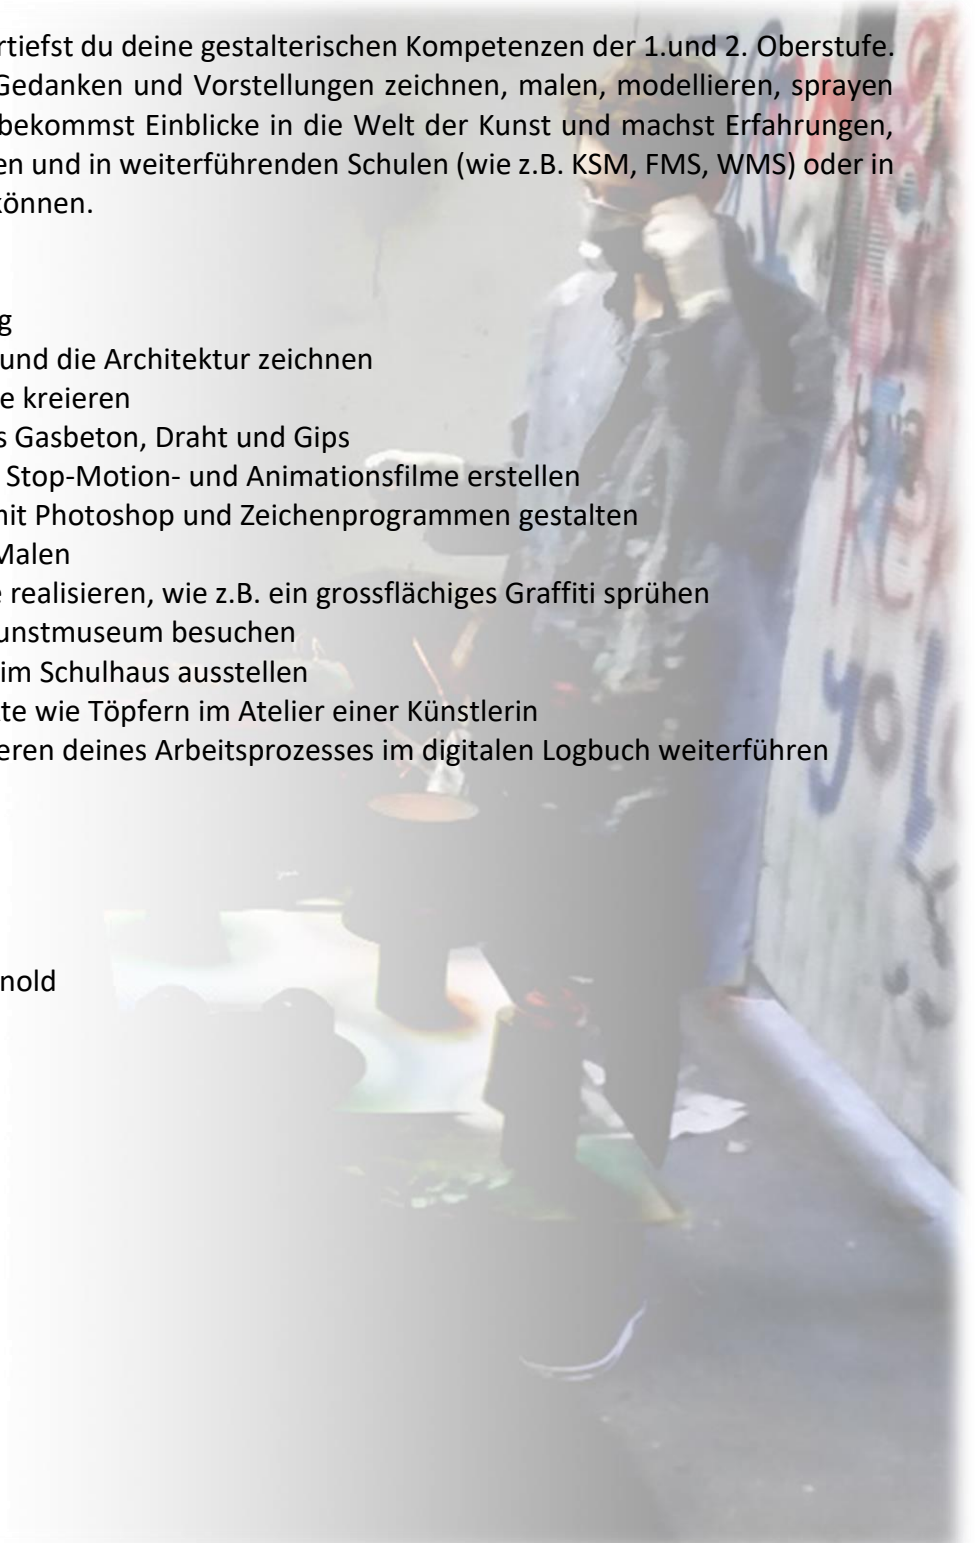 rtiefst du deine gestalterischen Kompetenzen der 1.und 2. Oberstufe.
Gedanken und Vorstellungen zeichnen, malen, modellieren, sprayen
bekommst Einblicke in die Welt der Kunst und machst Erfahrungen,
en und in weiterführenden Schulen (wie z.B. KSM, FMS, WMS) oder in
können.
g
und die Architektur zeichnen
e kreieren
s Gasbeton, Draht und Gips
Stop-Motion- und Animationsfilme erstellen
mit Photoshop und Zeichenprogrammen gestalten
Malen
e realisieren, wie z.B. ein grossflächiges Graffiti sprühen
unstmuseum besuchen
im Schulhaus ausstellen
te wie Töpfern im Atelier einer Künstlerin
eren deines Arbeitsprozesses im digitalen Logbuch weiterführen
nold